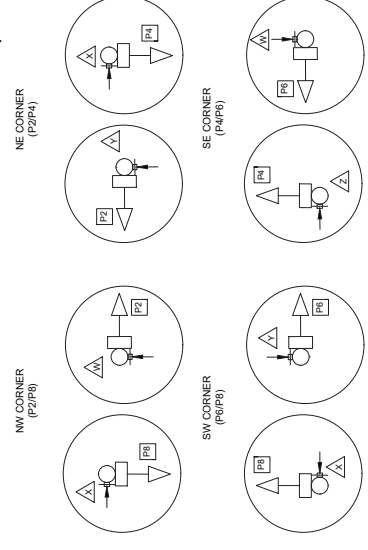 NW CORNER
(P2/P8)
X
P8
W
P2
NE CORNER
(P2/P4)
P2
Y
X
P4
SW CORNER
(P6/P8)
P8
X
Y
P6
SE CORNER
(P4/P6)
P4
Z
W
P6